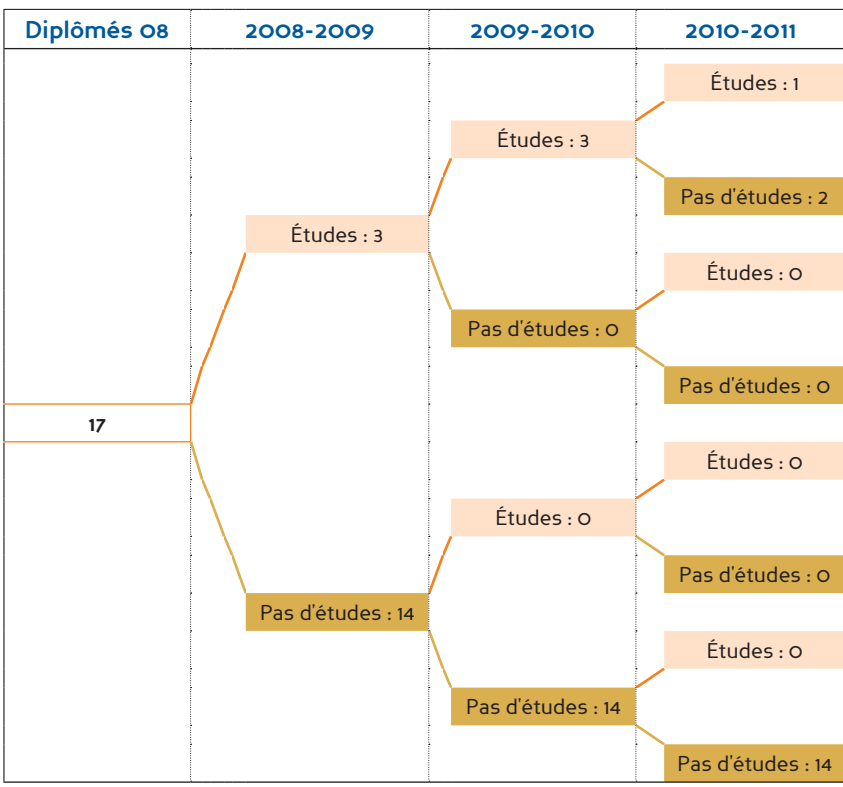 Diplômés 08 2008-2009 2009-2010 2010-2011
Études : 1
Études : 3
Pas d'études : 2
Études : 3
Études : 0
Pas d'études : 0
Pas d'études : 0
17
Études : 0
Études : 0
Pas d'études : 0
Pas d'études : 14
Études : 0
Pas d'études : 14
Pas d'études : 14